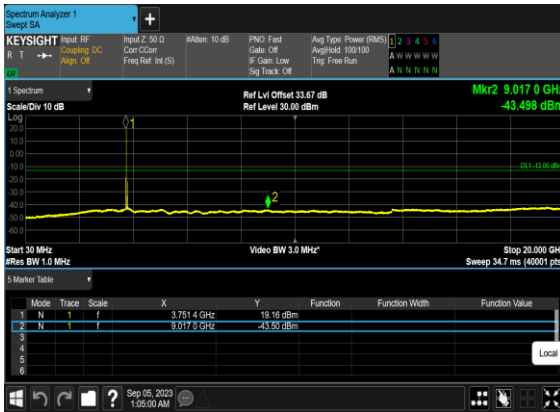 Spectrum Analyzer 1
Swept SA
+
KEYSIGHT
R T
LW
Input: RF
Coupling: DC
Align: Off
Input Z: 50 Ω
Corr CCorr
Freq Ref: Int (S)
#Atten: 10 dB
PNO: Fast
Gate: Off
IF Gain: Low
Sig Track: Off
Avg Type: Power (RMS)
Avg|Hold: 100/100
Trig: Free Run
1 2 3 4 5 6
A W W W W W
A N N N N N
1 Spectrum
Scale/Div 10 dB
Ref Lvl Offset 33.67 dB
Ref Level 30.00 dBm
Mkr2 9.017 0 GHz
-43.498 dBm
Log
20.0
10.0
0.00
-10.0
-20.0
-30.0
-40.0
-50.0
-60.0
1
2
DL1 -13.00 dBm
Start 30 MHz
#Res BW 1.0 MHz
Video BW 3.0 MHz*
Stop 20.000 GHz
Sweep 34.7 ms (40001 pts)
5 Marker Table
Mode Trace Scale X Y Function Function Width Function Value
1 N 1 f 3.751 4 GHz 19.16 dBm
2 N 1 f 9.017 0 GHz -43.50 dBm
3
4
5
6
Local
?
Sep 05, 2023
1:05:00 AM